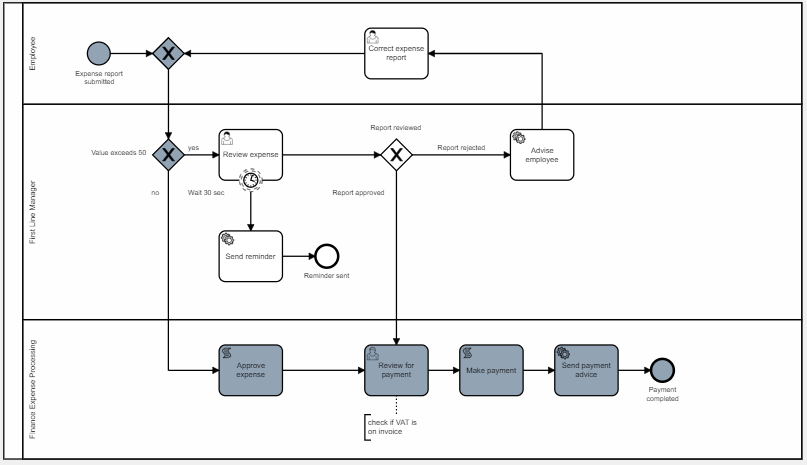 Employee
Expense report
submitted
X
Correct expense
report
First Line Manager
Value exceeds 50
X
yes
no
Review expense
Wait 30 sec
Send reminder
Reminder sent
Report reviewed
X
Report approved
Report rejected
Advise
employee
Finance Expense Processing
Approve
expense
Review for
payment
check if VAT is
on invoice
Make payment
Send payment
advice
Payment
completed